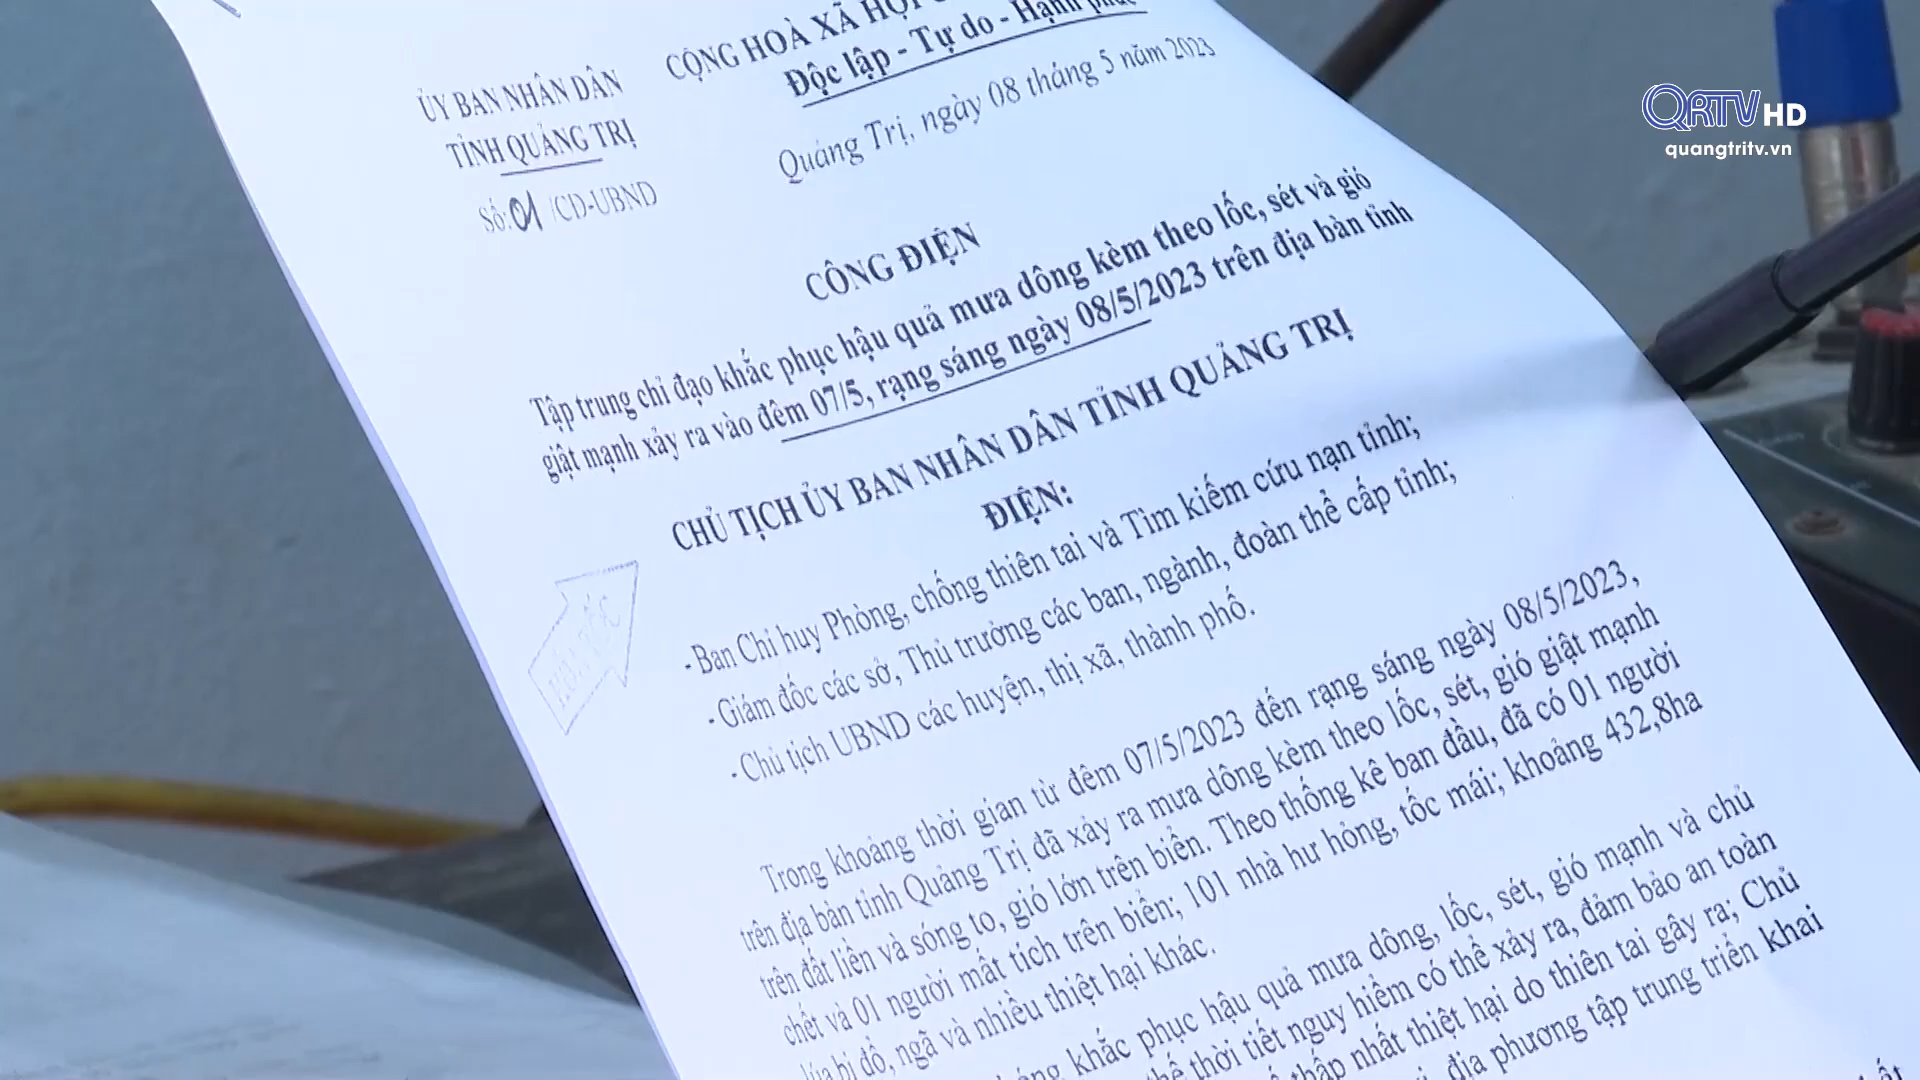 CỘNG HOÀ XÃ HỘI
Độc lập - Tự do - Hạnh phúc
ỦY BAN NHÂN DÂN
TỈNH QUẢNG TRỊ
Số: 01 /CD-UBND
Quảng Trị, ngày 08 tháng 5 năm 2023
CÔNG ĐIỆN
Tập trung chỉ đạo khắc phục hậu quả mưa dông kèm theo lốc, sét và gió
giật mạnh xảy ra vào đêm 07/5, rạng sáng ngày 08/5/2023 trên địa bàn tỉnh
CHỦ TỊCH ỦY BAN NHÂN DÂN TỈNH QUẢNG TRỊ
ĐIỆN:
- Ban Chỉ huy Phòng, chống thiên tai và Tìm kiếm cứu nạn tỉnh;
- Giám đốc các sở, Thủ trưởng các ban, ngành, đoàn thể cấp tỉnh;
- Chủ tịch UBND các huyện, thị xã, thành phố.
HỎA TỐC
Trong khoảng thời gian từ đêm 07/5/2023 đến rạng sáng ngày 08/5/2023,
trên địa bàn tỉnh Quảng Trị đã xảy ra mưa dông kèm theo lốc, sét, gió giật mạnh
trên đất liền và sóng to, gió lớn trên biển. Theo thống kê ban đầu, đã có 01 người
chết và 01 người mất tích trên biển; 101 nhà hư hỏng, tốc mái; khoảng 432,8ha
lúa bị đổ, ngã và nhiều thiệt hại khác.
khắc phục hậu quả mưa dông, lốc, sét, gió mạnh và chủ
thời tiết nguy hiểm có thể xảy ra, đảm bảo an toàn
thấp nhất thiệt hại do thiên tai gây ra; Chủ
địa phương tập trung triển khai
QRTV HD
quangtritv.vn